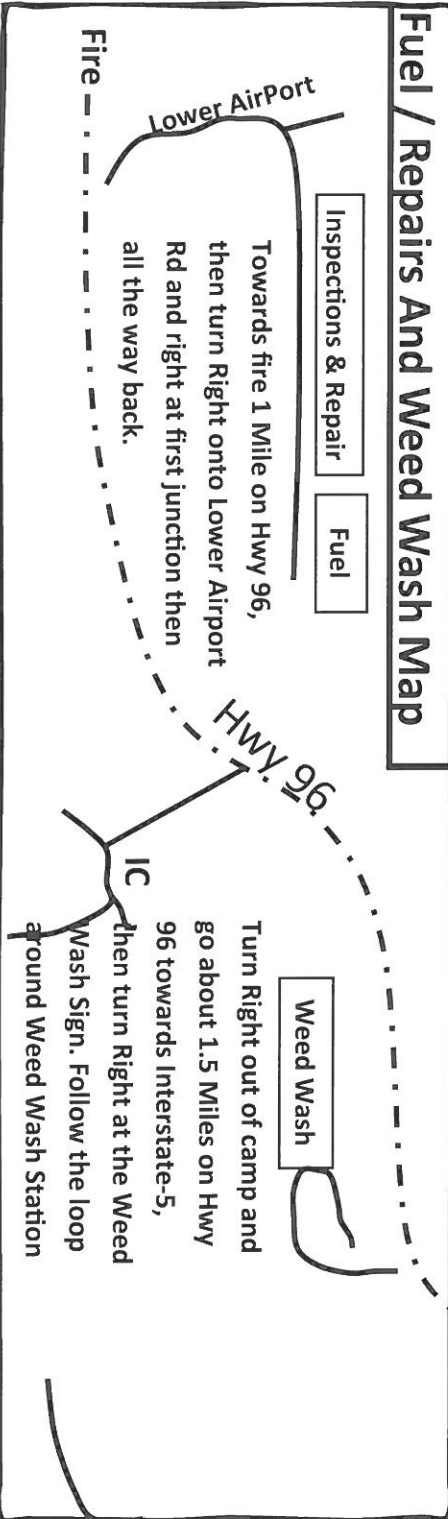 Fuel / Repairs And Weed Wash Map
Lower AirPort
Inspections & Repair
Fuel
Towards fire 1 Mile on Hwy 96,
then turn Right onto Lower Airport
Rd and right at first junction then
all the way back.
Fire
Hwy 96
IC
Weed Wash
Turn Right out of camp and
go about 1.5 Miles on Hwy
96 towards Interstate-5,
then turn Right at the Weed
Wash Sign. Follow the loop
around Weed Wash Station